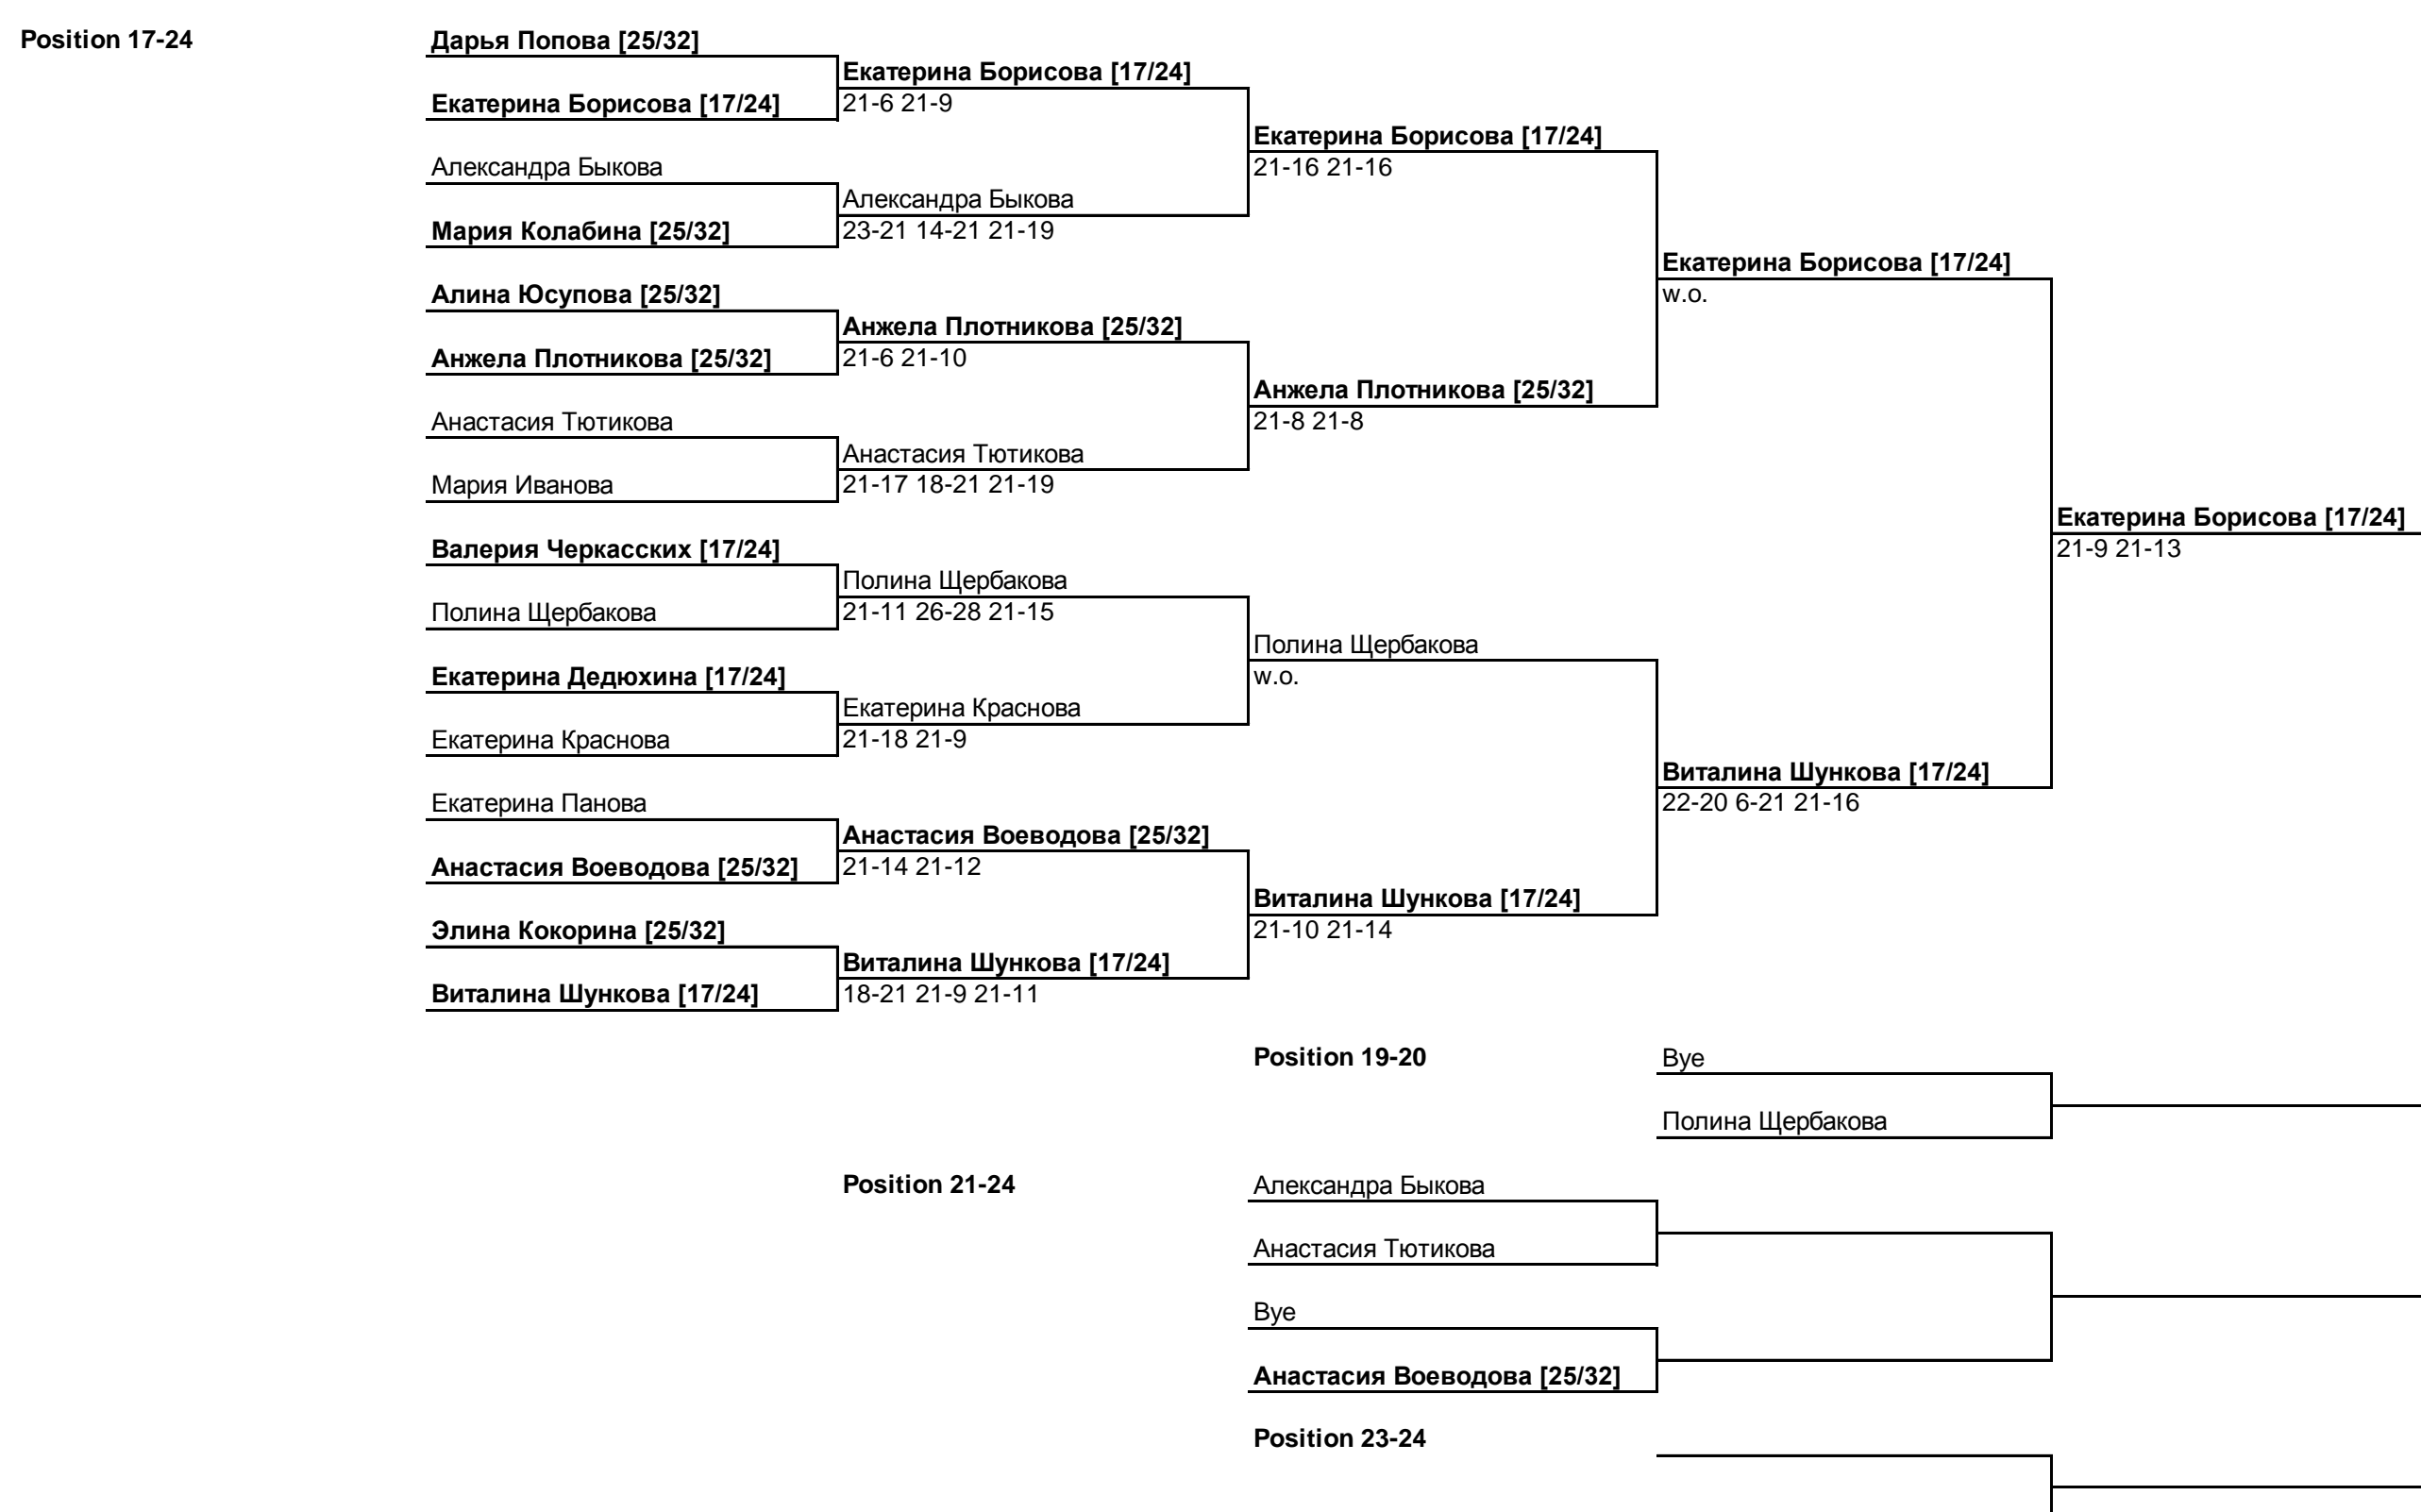 Position 17-24
Дарья Попова [25/32]
Екатерина Борисова [17/24]
Екатерина Борисова [17/24]
21-6 21-9
Екатерина Борисова [17/24]
Александра Быкова
21-16 21-16
Александра Быкова
Мария Колабина [25/32]
23-21 14-21 21-19
Екатерина Борисова [17/24]
Алина Юсупова [25/32]
w.o.
Анжела Плотникова [25/32]
Анжела Плотникова [25/32]
21-6 21-10
Анжела Плотникова [25/32]
Анастасия Тютикова
21-8 21-8
Анастасия Тютикова
Мария Иванова
21-17 18-21 21-19
Екатерина Борисова [17/24]
Валерия Черкасских [17/24]
21-9 21-13
Полина Щербакова
Полина Щербакова
21-11 26-28 21-15
Полина Щербакова
Екатерина Дедюхина [17/24]
w.o.
Екатерина Краснова
Екатерина Краснова
21-18 21-9
Виталина Шункова [17/24]
Екатерина Панова
22-20 6-21 21-16
Анастасия Воеводова [25/32]
Анастасия Воеводова [25/32]
21-14 21-12
Виталина Шункова [17/24]
Элина Кокорина [25/32]
21-10 21-14
Виталина Шункова [17/24]
Виталина Шункова [17/24]
18-21 21-9 21-11
Position 19-20
Bye
Полина Щербакова
Position 21-24
Александра Быкова
Анастасия Тютикова
Bye
Анастасия Воеводова [25/32]
Position 23-24